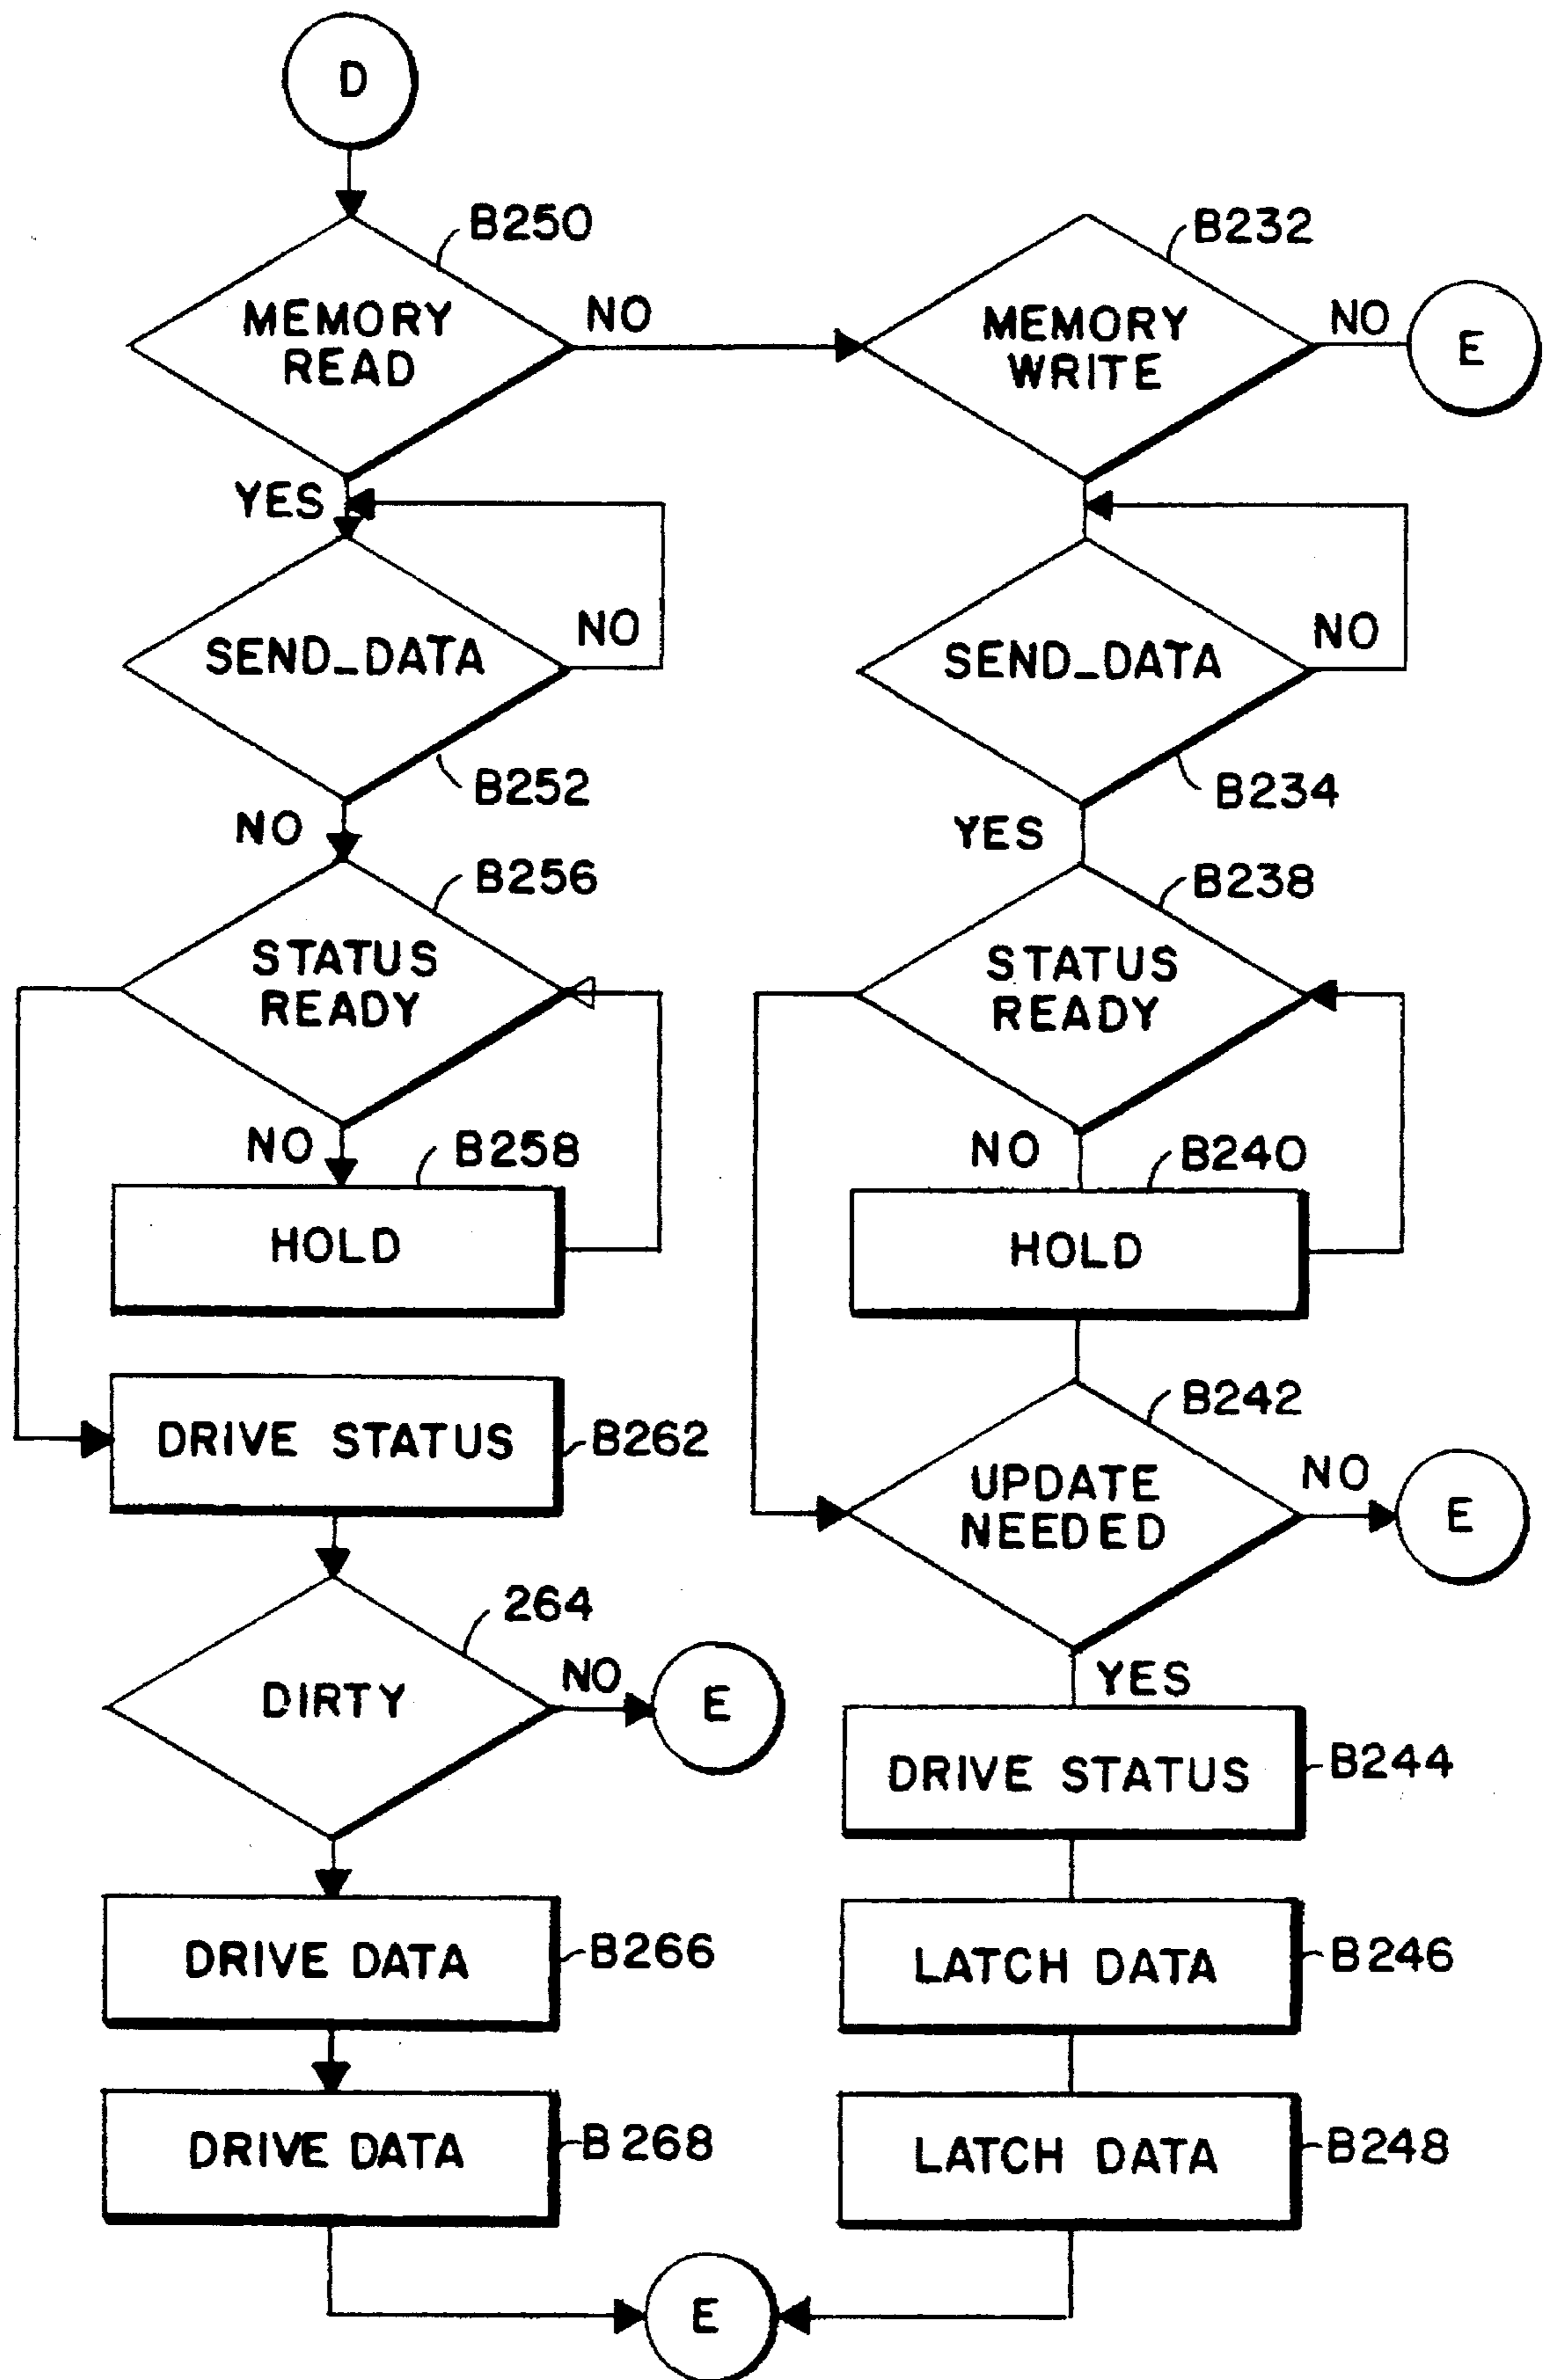 D
B250
B232
MEMORY
READ
NO
MEMORY
WRITE
NO
E
YES
SEND_DATA
NO
SEND_DATA
NO
B252
B234
NO
YES
B256
B238
STATUS
READY
STATUS
READY
NO
B258
NO
B240
HOLD
HOLD
DRIVE STATUS
B262
B242
UPDATE
NEEDED
NO
E
264
DIRTY
NO
E
YES
DRIVE STATUS
B244
DRIVE DATA
B266
LATCH DATA
B246
DRIVE DATA
B268
LATCH DATA
B248
E